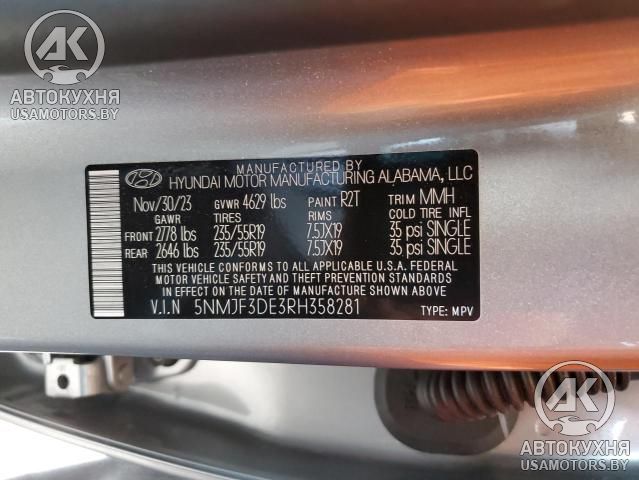 AK
АВТОКУХНЯ
USAMOTORS.BY
MANUFACTURED BY
HYUNDAI MOTOR MANUFACTURING ALABAMA, LLC
Nov/30/23 GVWR 4629 lbs PAINT R2T TRIM MMH
GAWR TIRES RIMS COLD TIRE INFL
FRONT 2778 lbs 235/55R19 7.5JX19 35 psi SINGLE
REAR 2646 lbs 235/55R19 7.5JX19 35 psi SINGLE
THIS VEHICLE CONFORMS TO ALL APPLICABLE U.S.A. FEDERAL
MOTOR VEHICLE SAFETY AND THEFT PREVENTION STANDARDS
IN EFFECT ON THE DATE OF MANUFACTURE SHOWN ABOVE.
V.I.N 5NMJF3DE3RH358281 TYPE: MPV
AK
АВТОКУХНЯ
USAMOTORS.BY